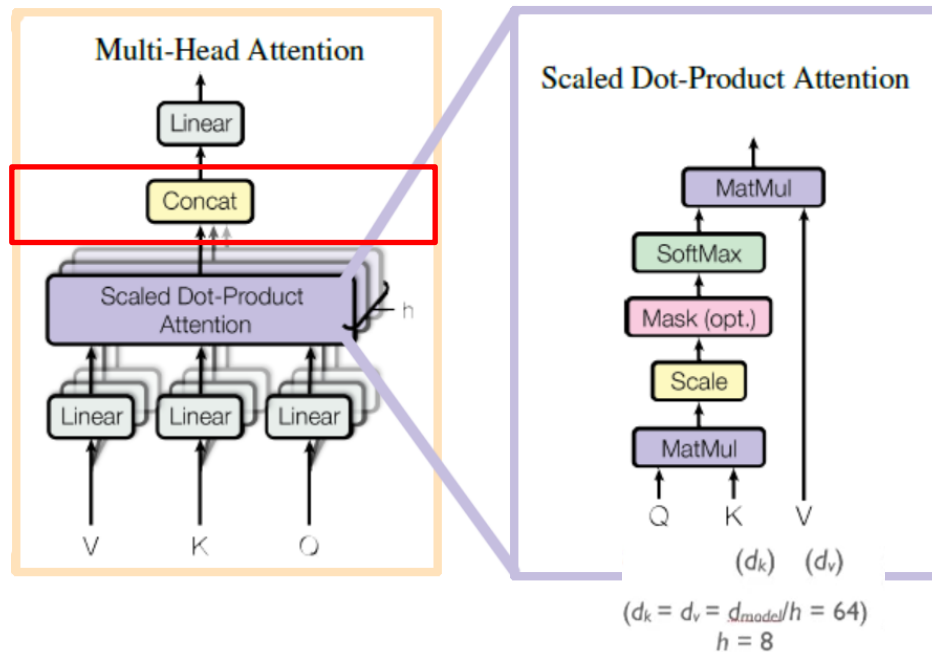 Multi-Head Attention
Linear
Concat
Scaled Dot-Product
Attention
h
Linear Linear Linear
V K Q
Scaled Dot-Product Attention
MatMul
SoftMax
Mask (opt.)
Scale
MatMul
Q K V
(dₖ) (dᵥ)
(dₖ = dᵥ = d_model/h = 64)
h = 8